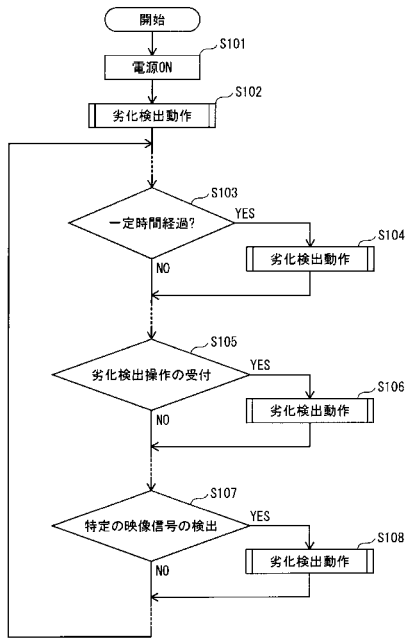 開始
S101
電源ON
S102
劣化検出動作
S103
一定時間経過?
YES
S104
劣化検出動作
NO
S105
劣化検出操作の受付
YES
S106
劣化検出動作
NO
S107
特定の映像信号の検出
YES
S108
劣化検出動作
NO